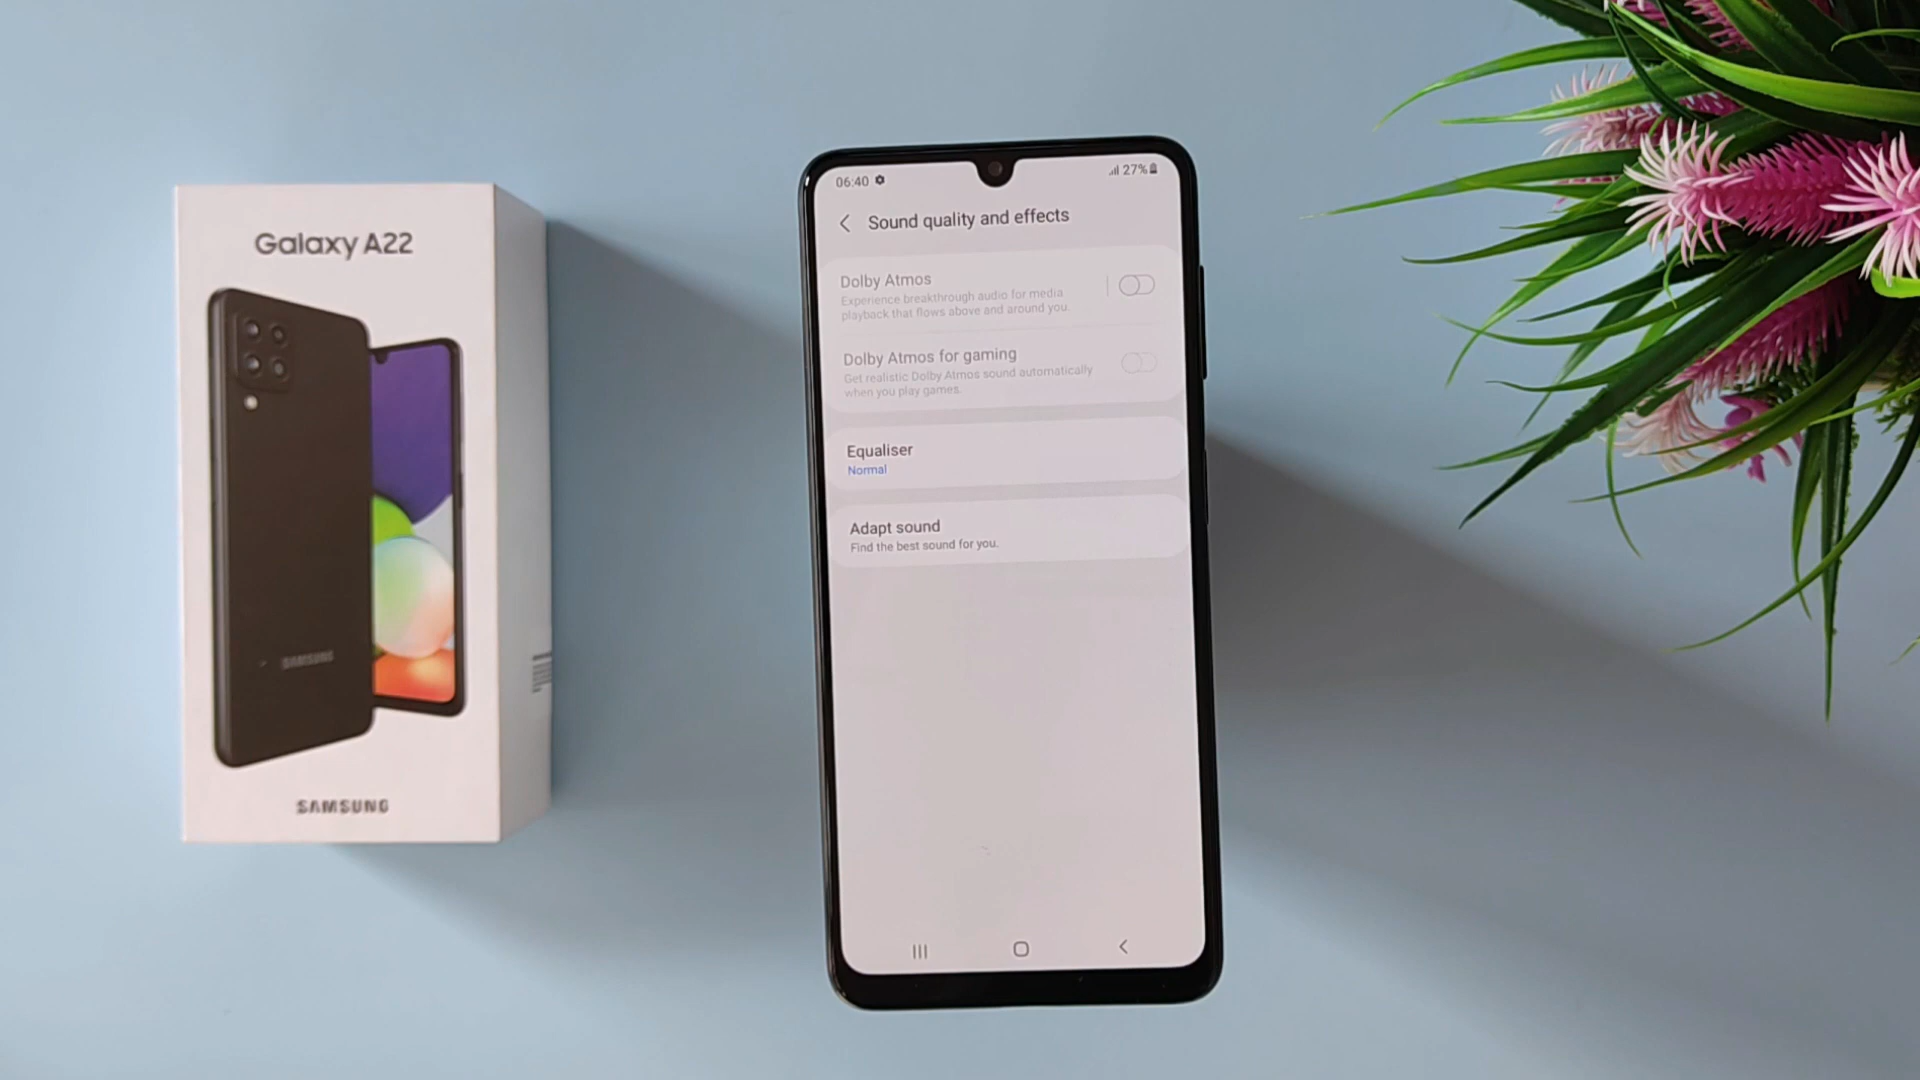 Galaxy A22
SAMSUNG
SAMSUNG
06:40
27%
Sound quality and effects
Dolby Atmos
Experience breakthrough audio for media
playback that flows above and around you.
Dolby Atmos for gaming
Get realistic Dolby Atmos sound automatically
when you play games.
Equaliser
Normal
Adapt sound
Find the best sound for you.